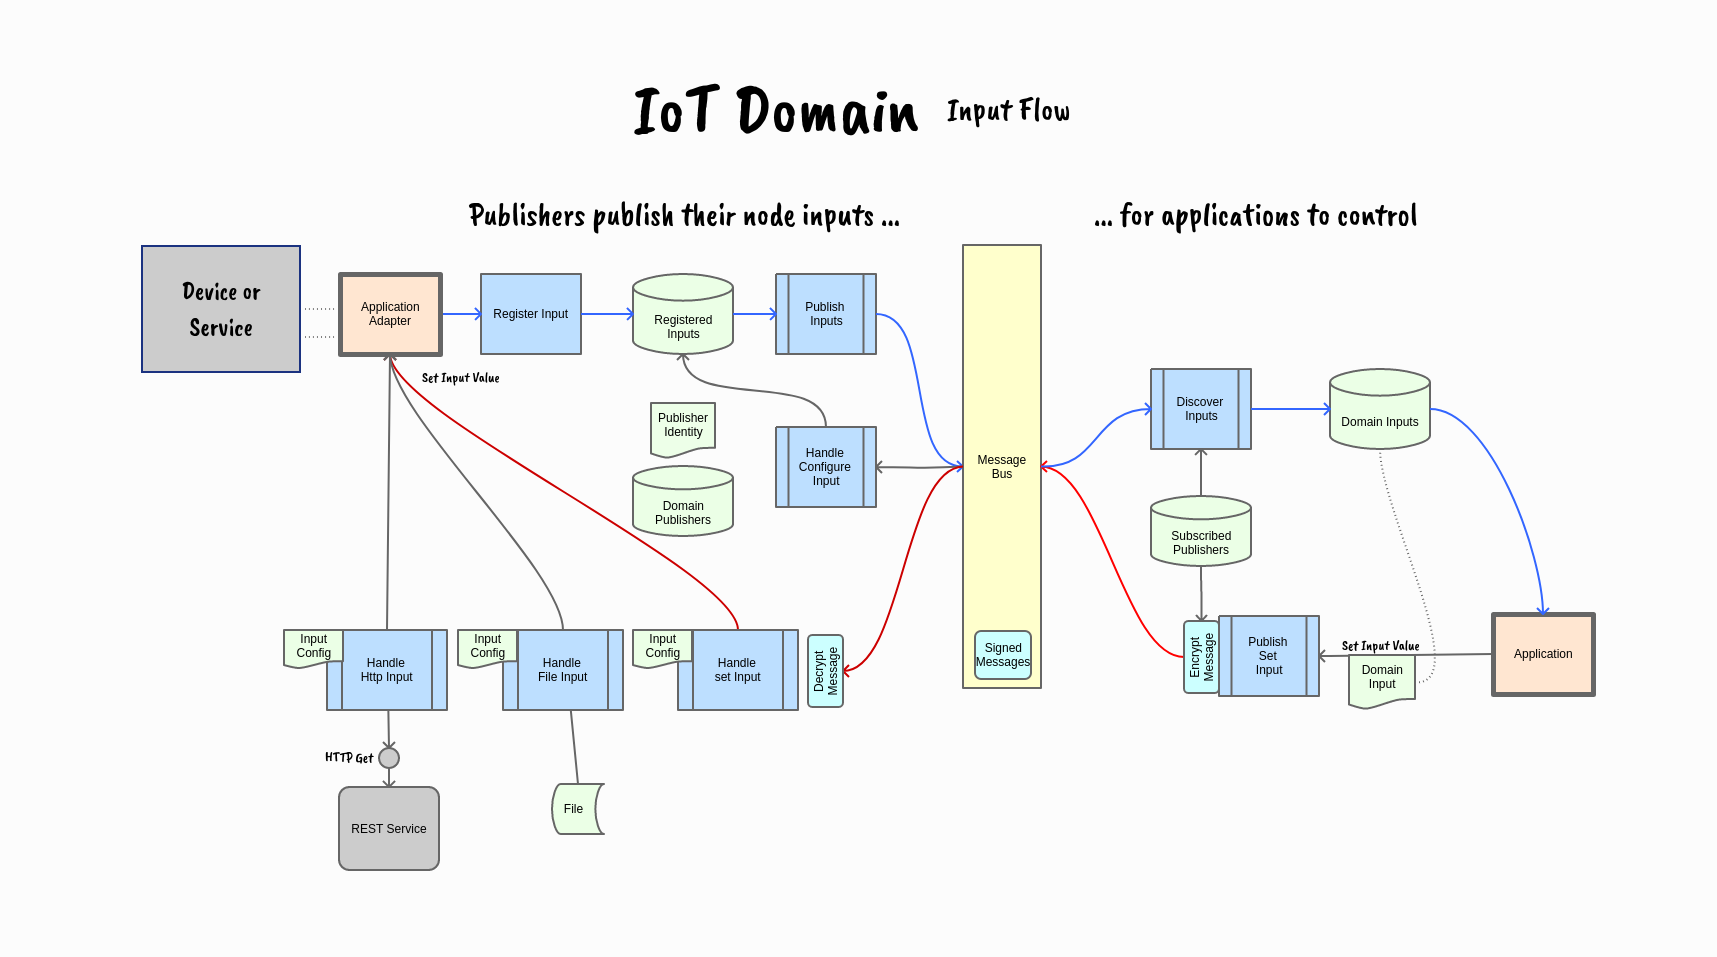 IoT Domain Input Flow
Publishers publish their node inputs ...
... for applications to control
Device or
Service
Application
Adapter
Register Input
Registered
Inputs
Publish
Inputs
Set Input Value
Publisher
Identity
Domain
Publishers
Handle
Configure
Input
Message
Bus
Signed
Messages
Discover
Inputs
Domain Inputs
Subscribed
Publishers
Encrypt
Message
Publish
Set
Input
Set Input Value
Domain
Input
Application
Input
Config
Handle
Http Input
Input
Config
Handle
File Input
Input
Config
Handle
set Input
Decrypt
Message
HTTP Get
REST Service
File